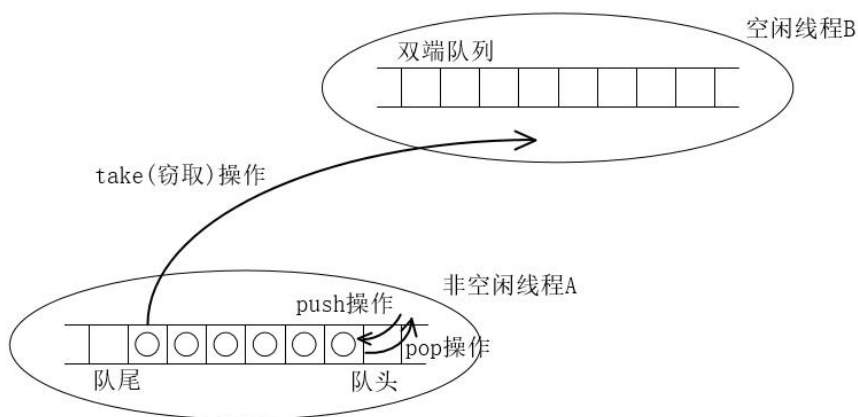 空闲线程B
双端队列
take(窃取)操作
非空闲线程A
push操作
pop操作
队尾
队头